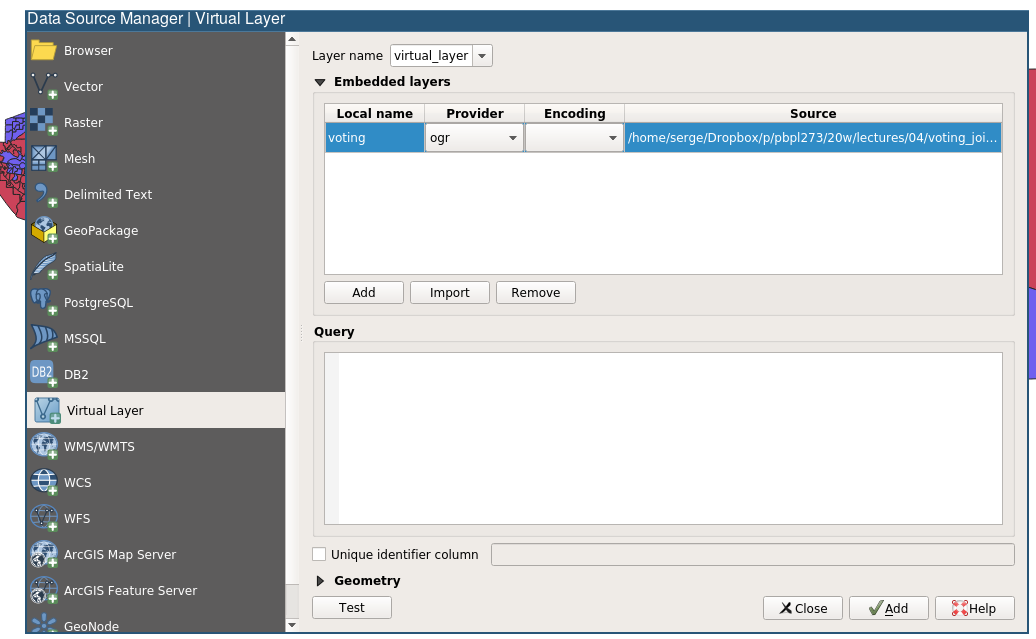 Data Source Manager | Virtual Layer
Browser
Vector
Raster
Mesh
Delimited Text
GeoPackage
SpatiaLite
PostgreSQL
MSSQL
DB2 DB2
Virtual Layer
WMS/WMTS
WCS
WFS
ArcGIS Map Server
ArcGIS Feature Server
GeoNode
Layer name virtual_layer
Embedded layers
Local name Provider Encoding Source
voting ogr /home/serge/Dropbox/p/pbpl273/20w/lectures/04/voting_joi...
Add Import Remove
Query
Unique identifier column
Geometry
Test Close Add Help